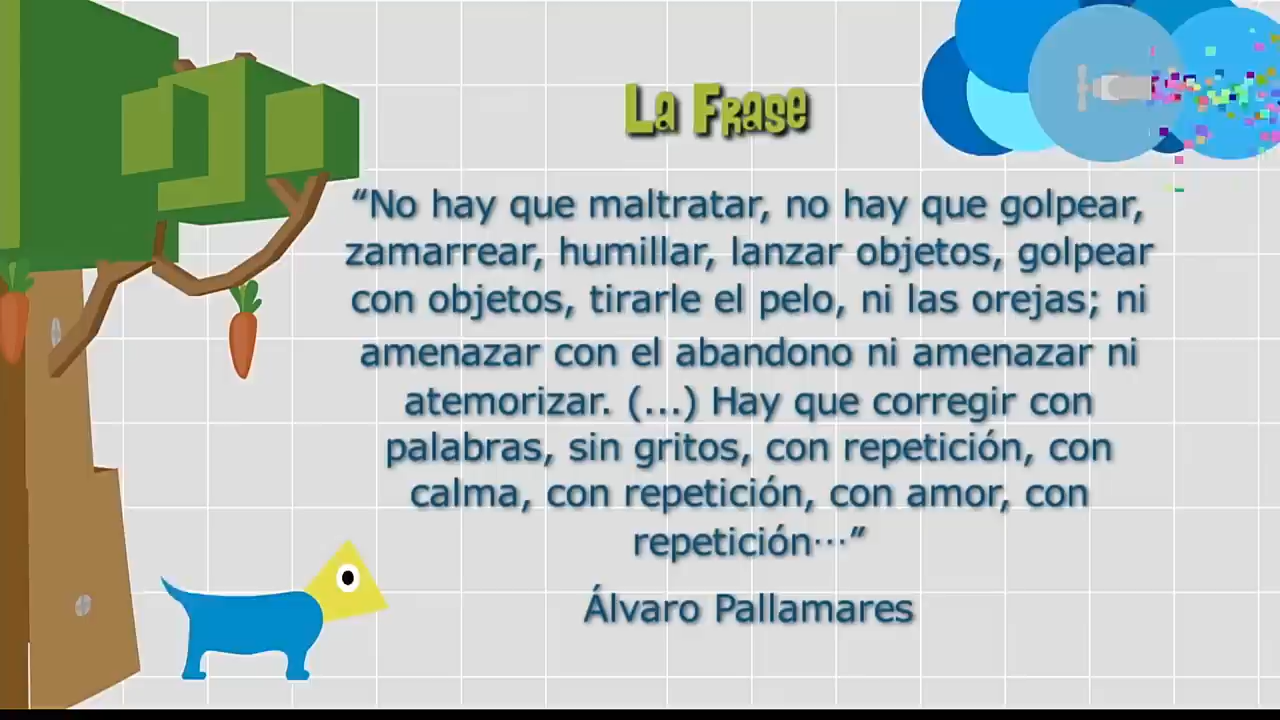 La Frase
“No hay que maltratar, no hay que golpear,
zamarrear, humillar, lanzar objetos, golpear
con objetos, tirarle el pelo, ni las orejas; ni
amenazar con el abandono ni amenazar ni
atemorizar. (...) Hay que corregir con
palabras, sin gritos, con repetición, con
calma, con repetición, con amor, con
repetición…”
Álvaro Pallamares